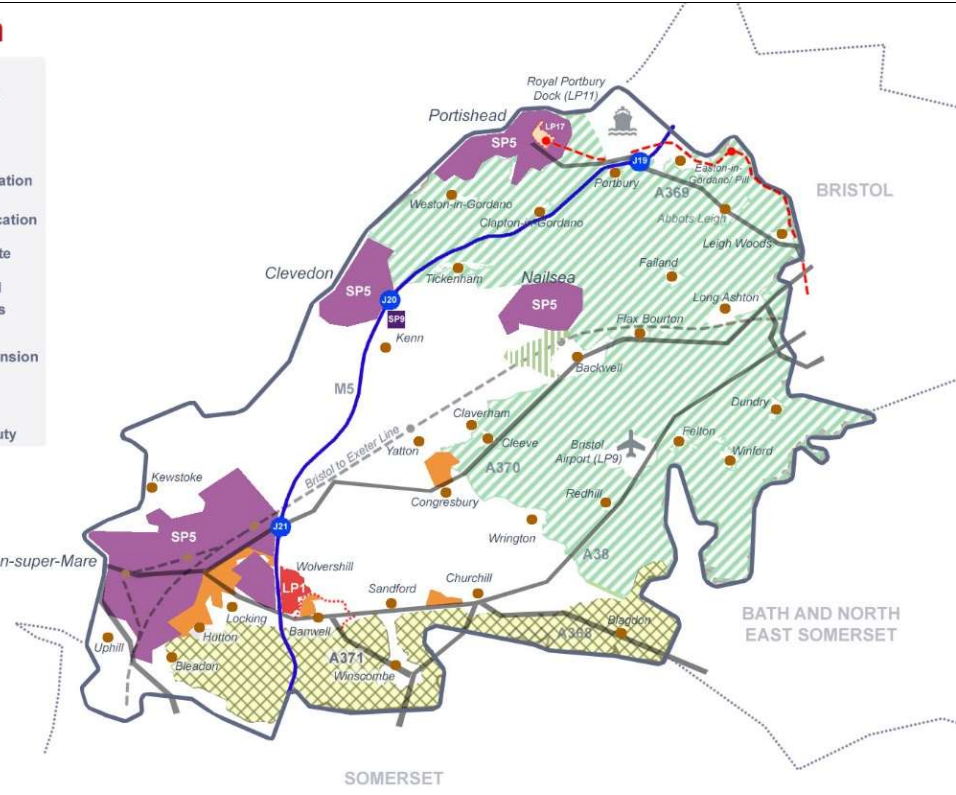 ation
cation
te
s
nsion
uty
Royal Portbury
Dock (LP11)
Portishead
LP17
SP5
J19
Portbury
Easton-in-
Gordano/ Pill
BRISTOL
A369
Weston-in-Gordano
Clapton-in-Gordano
Abbots Leigh
Leigh Woods
Clevedon
Tickenham
Nailsea
Failand
SP5
J20
SP9
SP5
Long Ashton
Flax Bourton
Kenn
Backwell
M5
Dundry
Claverham
Bristol to Exeter Line
Yatton
Cleeve
Bristol
Airport (LP9)
Felton
Winford
A370
Kewstoke
Congresbury
Redhill
J21
SP5
Wrington
A38
n-super-Mare
Wolvershill
LP1
Sandford
Churchill
Locking
Banwell
BATH AND NORTH
EAST SOMERSET
Hutton
Uphill
A368
Blagdon
Bleadon
A371
Winscombe
SOMERSET